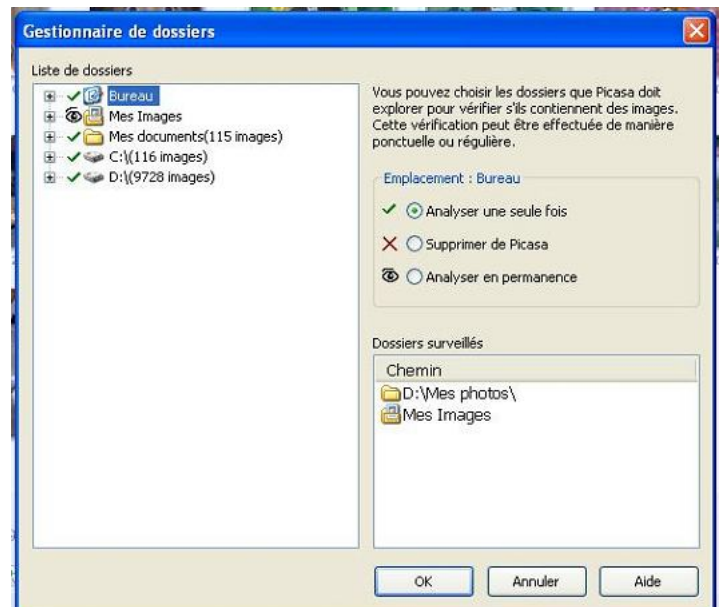 Gestionnaire de dossiers
Liste de dossiers
Bureau
Mes Images
Mes documents(115 images)
C:\(116 images)
D:\(9728 images)
Vous pouvez choisir les dossiers que Picasa doit
explorer pour vérifier s'ils contiennent des images.
Cette vérification peut être effectuée de manière
ponctuelle ou régulière.
Emplacement : Bureau
Analyser une seule fois
Supprimer de Picasa
Analyser en permanence
Dossiers surveillés
Chemin
D:\Mes photos\
Mes Images
OK
Annuler
Aide